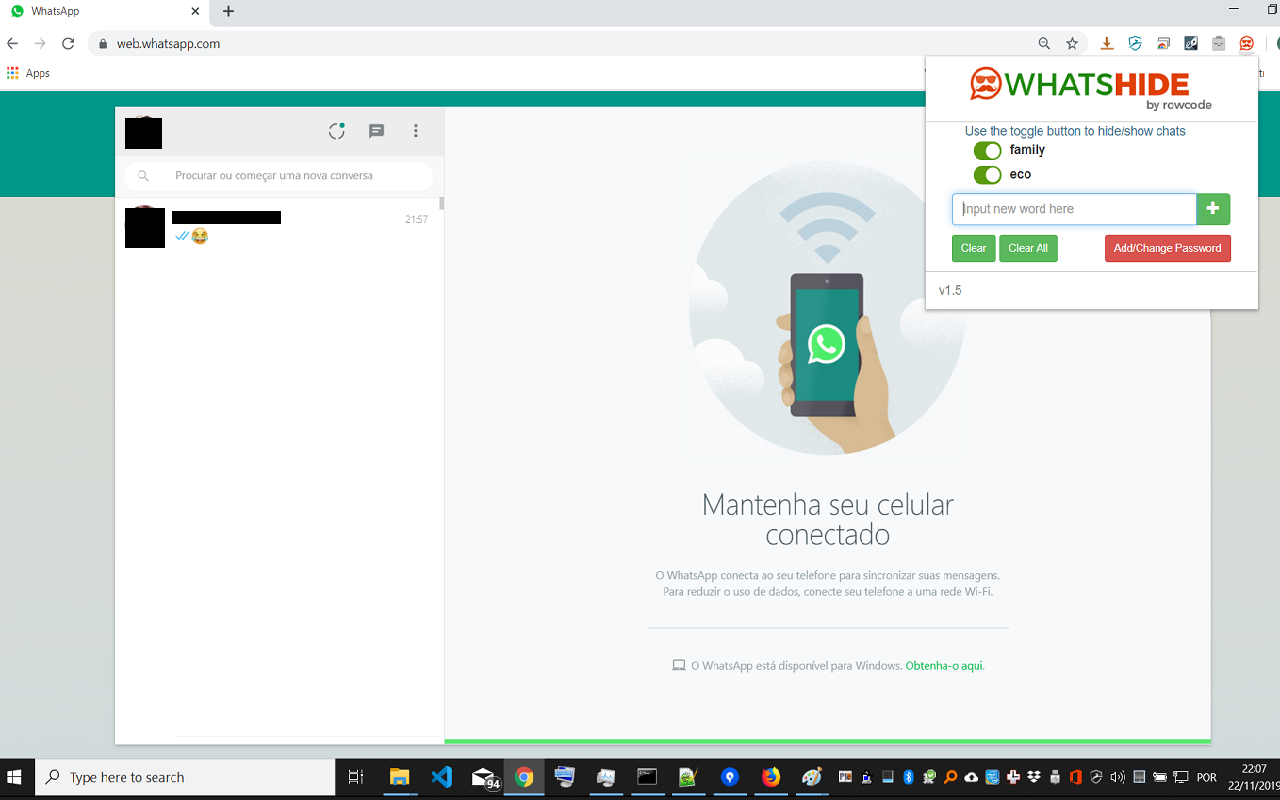 WhatsApp
web.whatsapp.com
Apps
WHATSHIDE
by rowcode
Use the toggle button to hide/show chats
family
eco
Input new word here
Clear
Clear All
Add/Change Password
v1.5
Procurar ou começar uma nova conversa
21:57
Mantenha seu celular
conectado
O WhatsApp conecta ao seu telefone para sincronizar suas mensagens.
Para reduzir o uso de dados, conecte seu telefone a uma rede Wi-Fi.
O WhatsApp está disponível para Windows. Obtenha-o aqui.
Type here to search
94
POR
22:07
22/11/2019